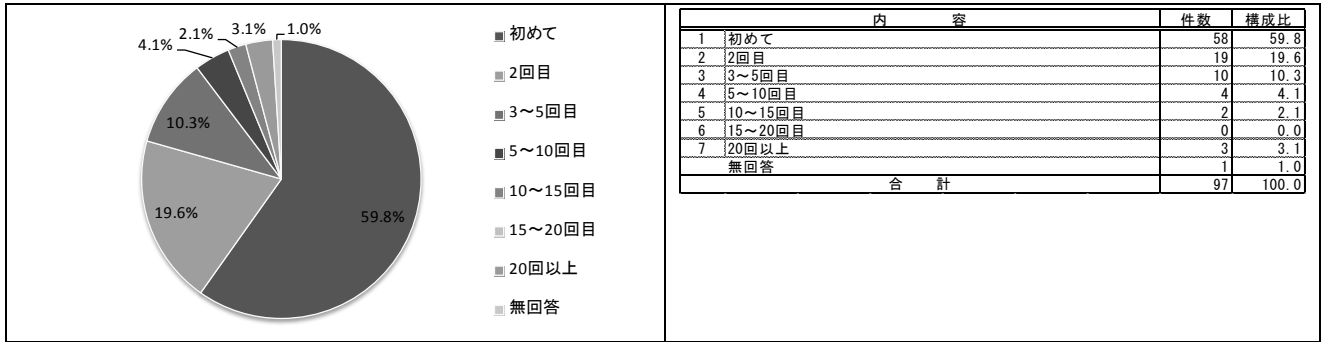 59.8%
19.6%
10.3%
4.1%
2.1%
3.1%
1.0%
初めて
2回目
3～5回目
5～10回目
10～15回目
15～20回目
20回以上
無回答
内 容 件数 構成比
1 初めて 58 59.8
2 2回目 19 19.6
3 3～5回目 10 10.3
4 5～10回目 4 4.1
5 10～15回目 2 2.1
6 15～20回目 0 0.0
7 20回以上 3 3.1
無回答 1 1.0
合 計 97 100.0